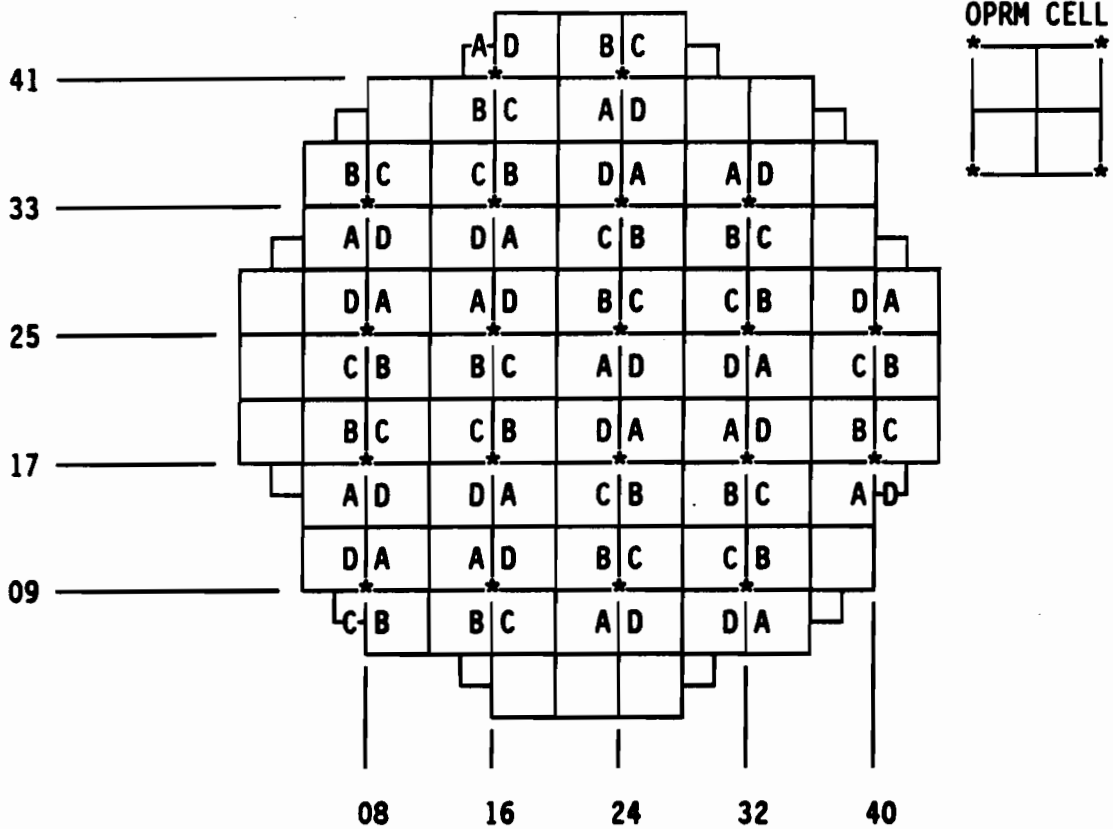 OPRM CELL
A D B C
41
B C A D
B C C B D A A D
33
A D D A C B B C
D A A D B C C B D A
25
C B B C A D D A C B
B C C B D A A D B C
17
A D D A C B B C A D
D A A D B C C B
09
C B B C A D D A
08 16 24 32 40